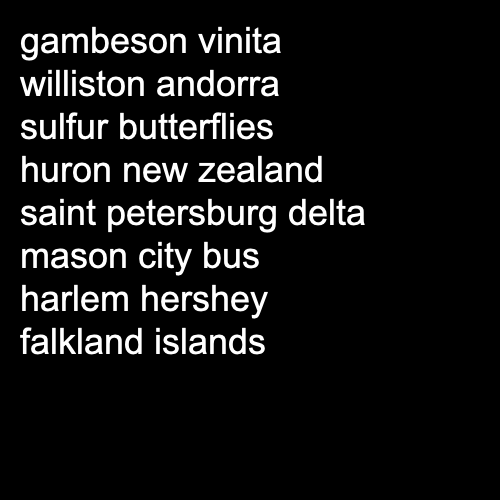 gambeson vinita
williston andorra
sulfur butterflies
huron new zealand
saint petersburg delta
mason city bus
harlem hershey
falkland islands